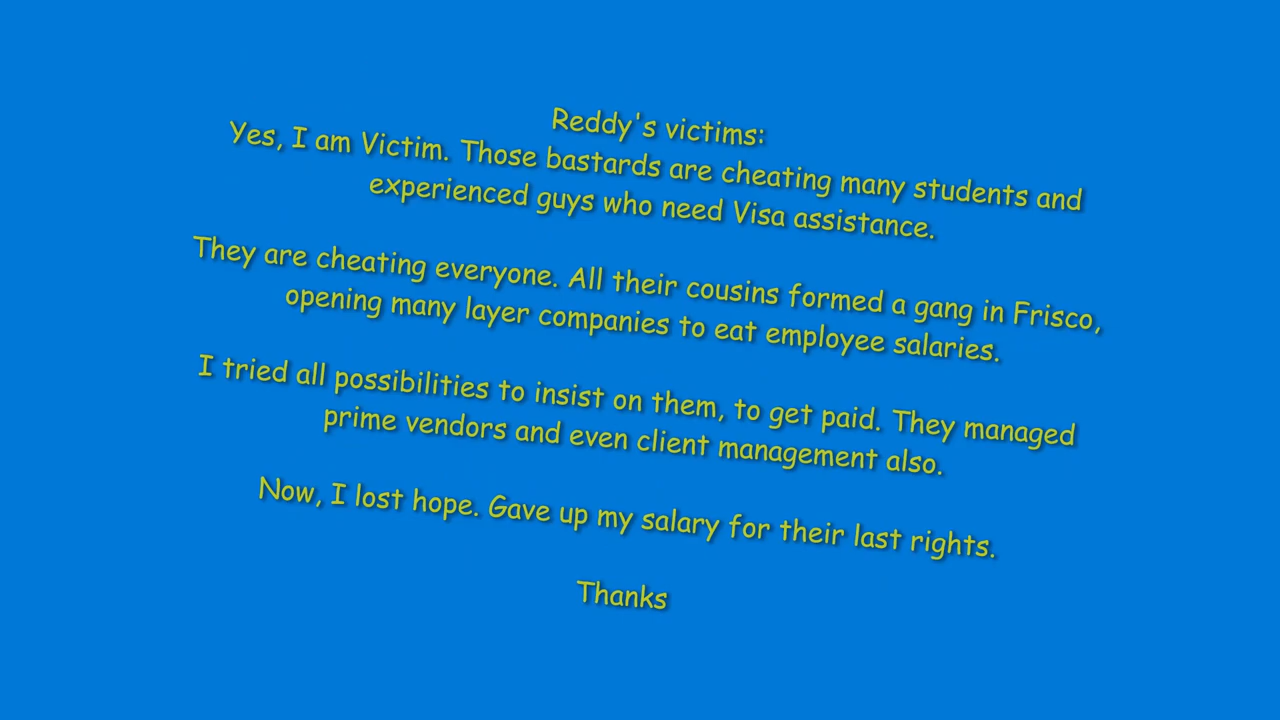 Reddy's victims:
Yes, I am Victim. Those bastards are cheating many students and
experienced guys who need Visa assistance.
They are cheating everyone. All their cousins formed a gang in Frisco,
opening many layer companies to eat employee salaries.
I tried all possibilities to insist on them, to get paid. They managed
prime vendors and even client management also.
Now, I lost hope. Gave up my salary for their last rights.
Thanks